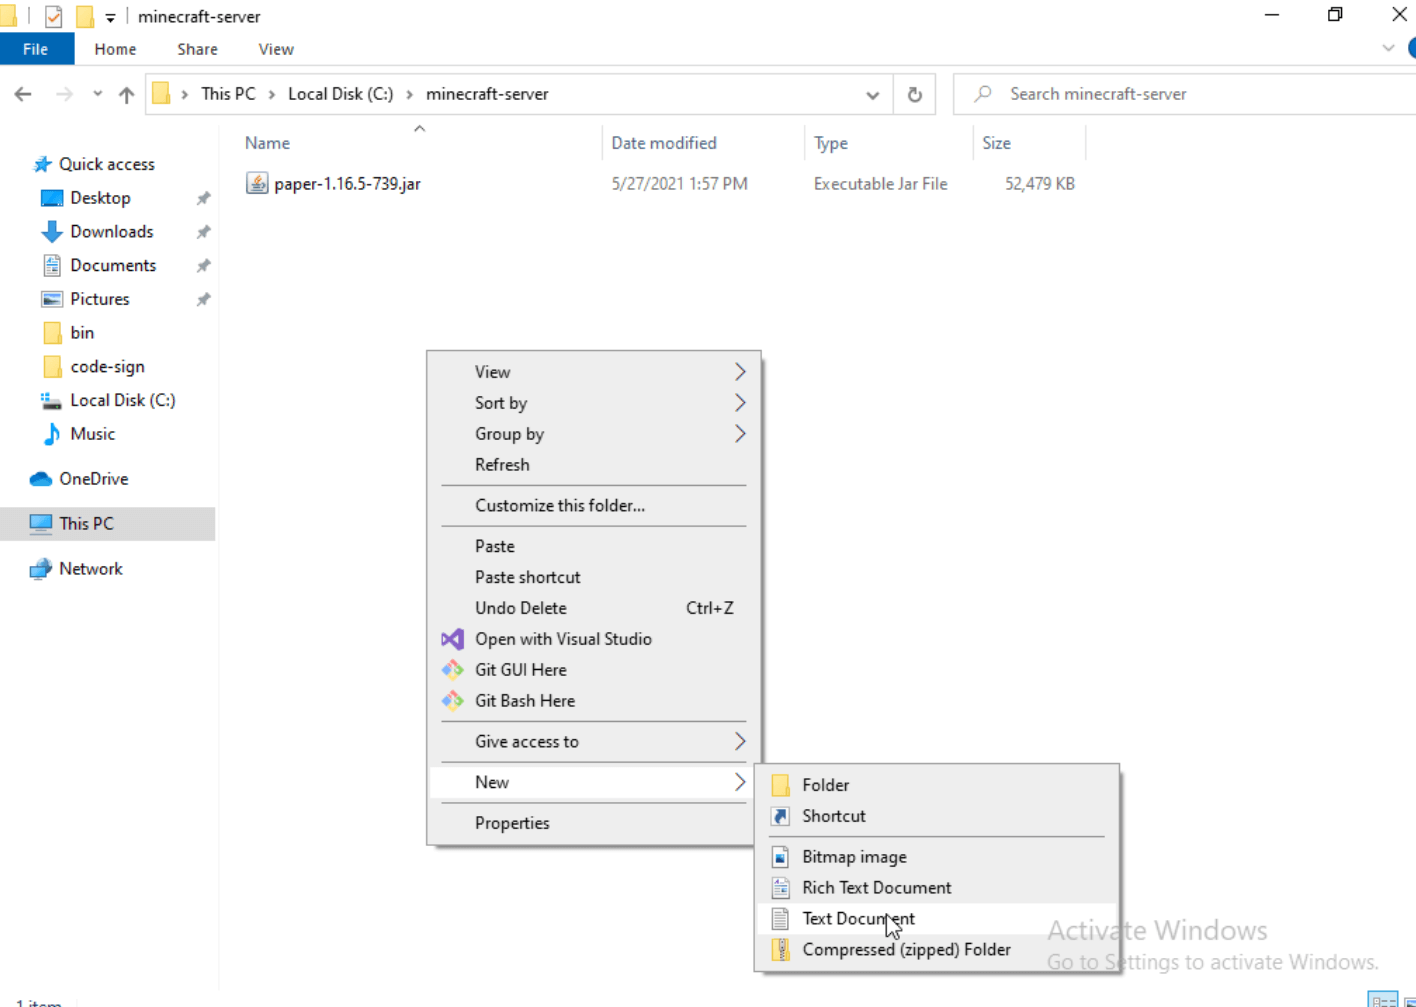 minecraft-server
File Home Share View
This PC Local Disk (C:) minecraft-server
Search minecraft-server
Name Date modified Type Size
paper-1.16.5-739.jar 5/27/2021 1:57 PM Executable Jar File 52,479 KB
Quick access
Desktop
Downloads
Documents
Pictures
bin
code-sign
Local Disk (C:)
Music
OneDrive
This PC
Network
View
Sort by
Group by
Refresh
Customize this folder...
Paste
Paste shortcut
Undo Delete Ctrl+Z
Open with Visual Studio
Git GUI Here
Git Bash Here
Give access to
New
Properties
Folder
Shortcut
Bitmap image
Rich Text Document
Text Document
Compressed (zipped) Folder
Activate Windows
Go to Settings to activate Windows.
1 item